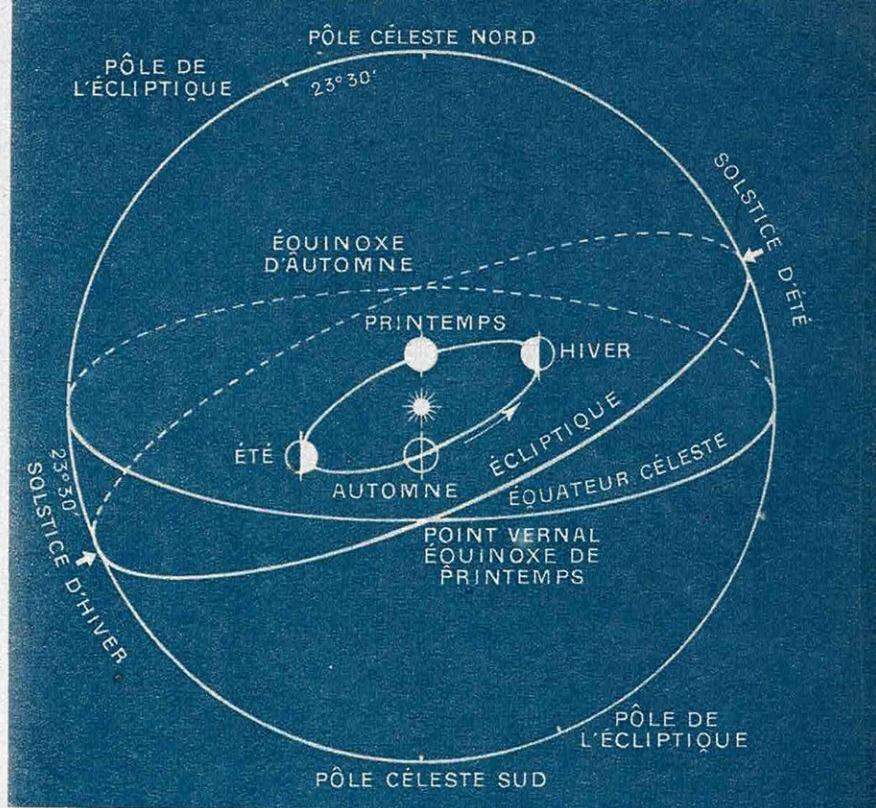 PÔLE CÉLESTE NORD
PÔLE DE
L'ÉCLIPTIQUE
23°30'
SOLSTICE D'ÉTÉ
ÉQUINOXE
D'AUTOMNE
PRINTEMPS
HIVER
ÉTÉ
AUTOMNE
ÉCLIPTIQUE
ÉQUATEUR CÉLESTE
23°30'
SOLSTICE D'HIVER
POINT VERNAL
ÉQUINOXE DE
PRINTEMPS
PÔLE DE
L'ÉCLIPTIQUE
PÔLE CÉLESTE SUD